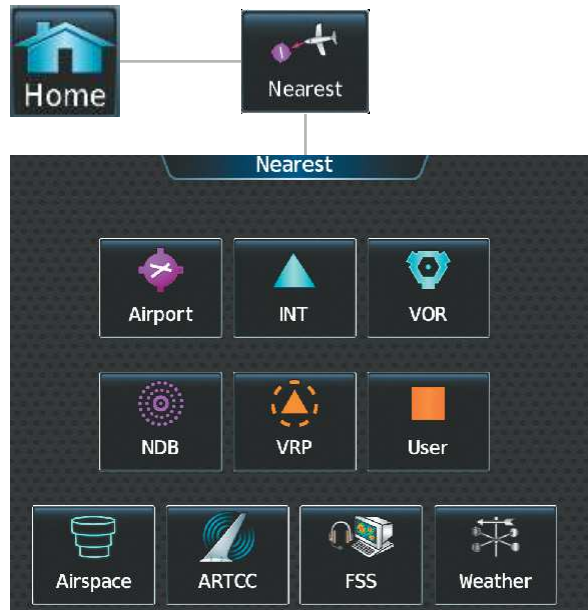 Home
Nearest
Nearest
Airport INT VOR
NDB VRP User
Airspace ARTCC FSS Weather